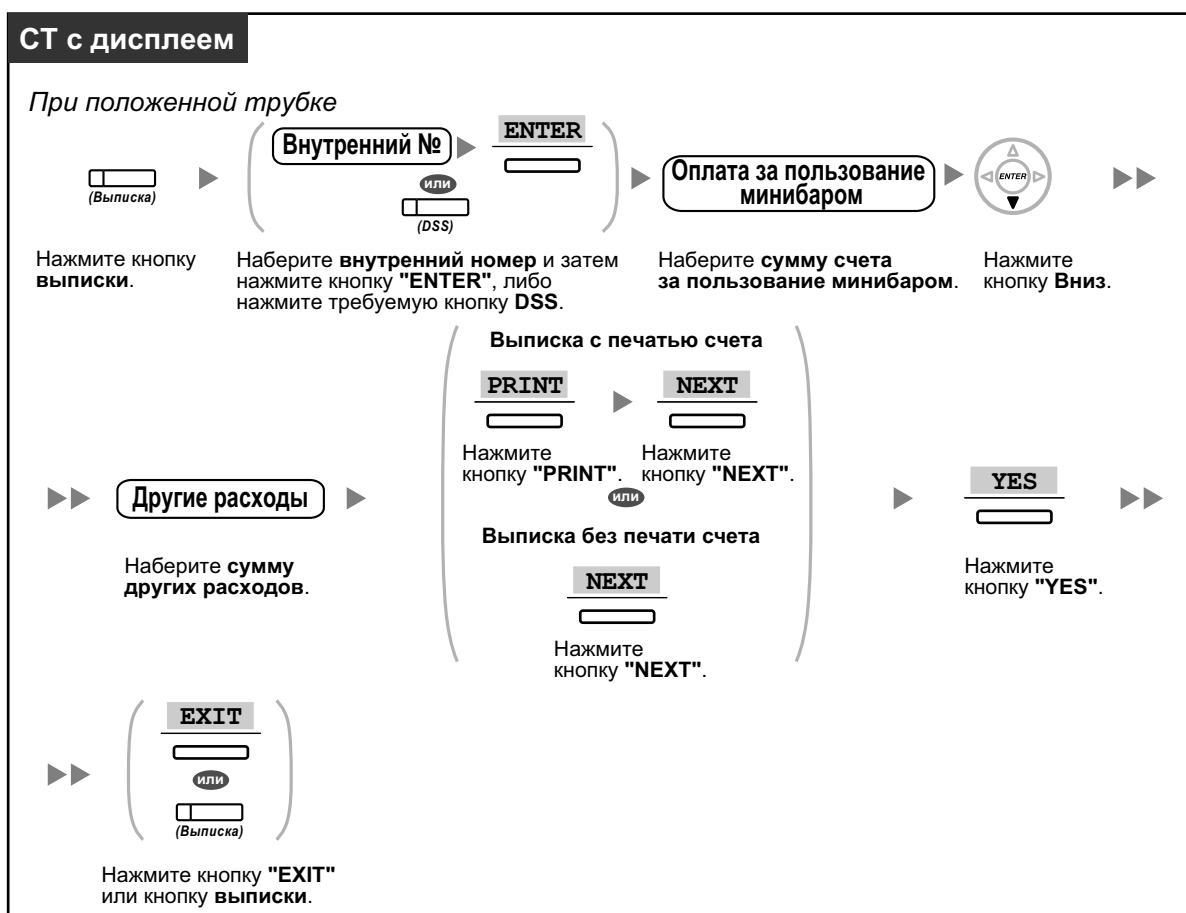 СТ с дисплеем
При положенной трубке
(Выписка)
Внутренний №
ENTER
или
(DSS)
Оплата за пользование
минибаром
ENTER
Нажмите кнопку
выписки.
Наберите внутренний номер и затем
нажмите кнопку "ENTER", либо
нажмите требуемую кнопку DSS.
Наберите сумму счета
за пользование минибаром.
Нажмите
кнопку Вниз.
Другие расходы
Наберите сумму
других расходов.
Выписка с печатью счета
PRINT
NEXT
Нажмите
кнопку "PRINT".
Нажмите
кнопку "NEXT".
или
Выписка без печати счета
NEXT
Нажмите
кнопку "NEXT".
YES
Нажмите
кнопку "YES".
EXIT
или
(Выписка)
Нажмите кнопку "EXIT"
или кнопку выписки.